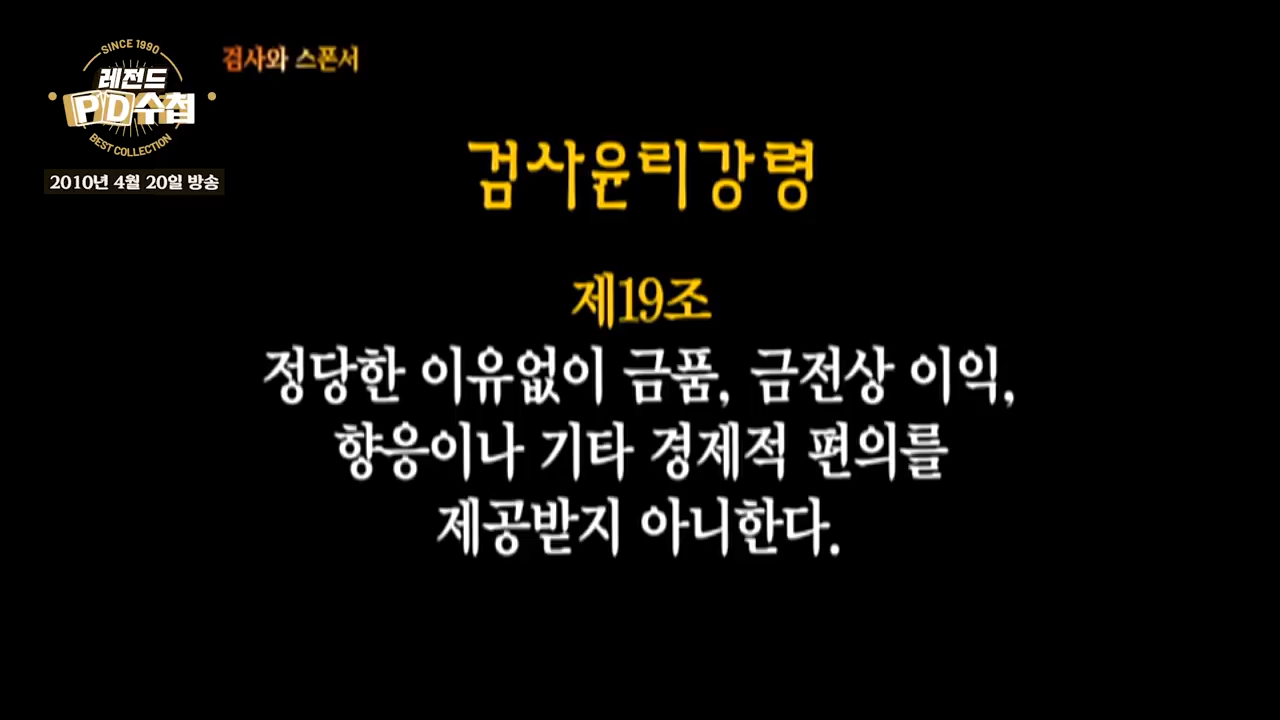 SINCE 1990
레전드
PD수첩
BEST COLLECTION
2010년 4월 20일 방송
검사와 스폰서
검사윤리강령
제19조
정당한 이유없이 금품, 금전상 이익,
향응이나 기타 경제적 편의를
제공받지 아니한다.